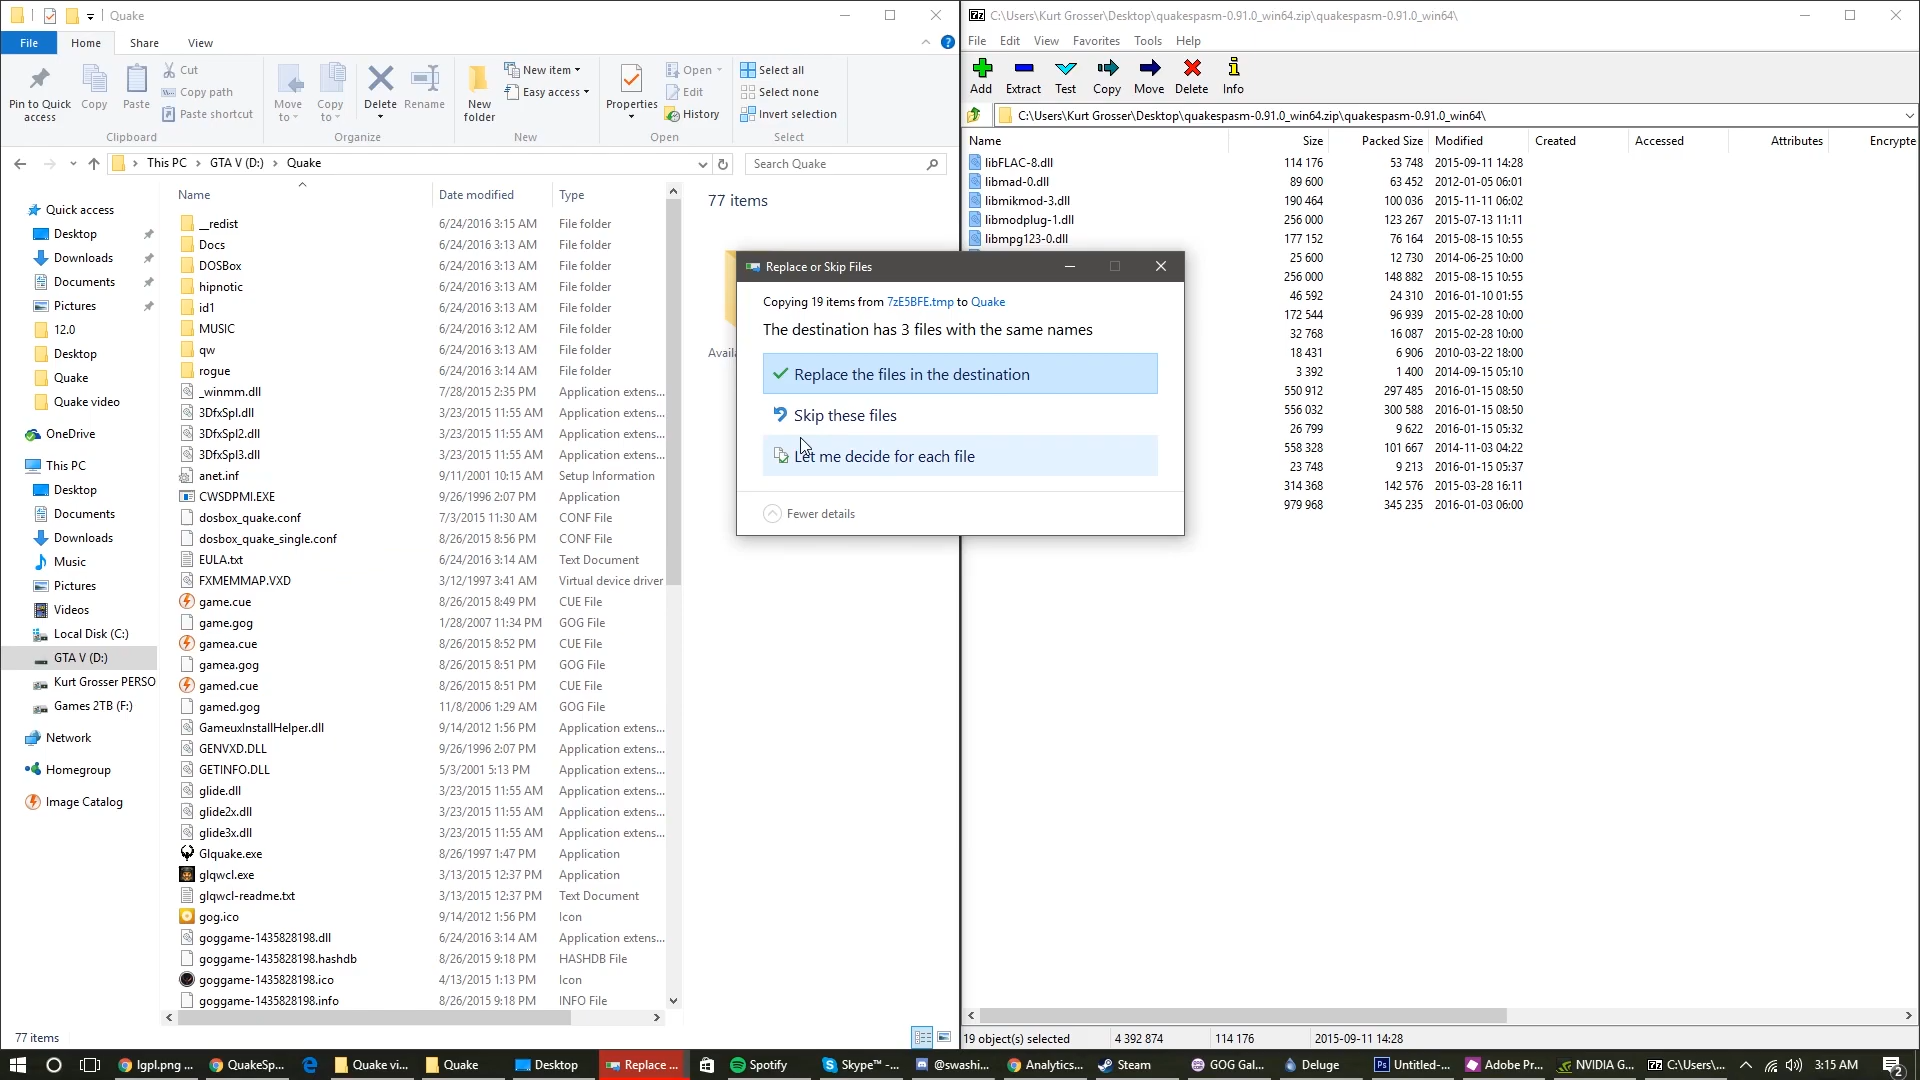 Quake
File
Home
Share
View
Pin to Quick access
Copy
Paste
Cut
Copy path
Paste shortcut
Clipboard
Move to
Copy to
Delete
Rename
Organize
New folder
New item
Easy access
New
Properties
Open
Edit
History
Open
Select all
Select none
Invert selection
Select
This PC
GTA V (D:)
Quake
Search Quake
Quick access
Desktop
Downloads
Documents
Pictures
12.0
Desktop
Quake
Quake video
OneDrive
This PC
Desktop
Documents
Downloads
Music
Pictures
Videos
Local Disk (C:)
GTA V (D:)
Kurt Grosser PERSO
Games 2TB (F:)
Network
Homegroup
Image Catalog
Name Date modified Type
__redist 6/24/2016 3:15 AM File folder
Docs 6/24/2016 3:13 AM File folder
DOSBox 6/24/2016 3:13 AM File folder
hipnotic 6/24/2016 3:13 AM File folder
id1 6/24/2016 3:13 AM File folder
MUSIC 6/24/2016 3:12 AM File folder
qw 6/24/2016 3:13 AM File folder
rogue 6/24/2016 3:14 AM File folder
_winmm.dll 7/28/2015 2:35 PM Application extens...
3DfxSpl.dll 3/23/2015 11:55 AM Application extens...
3DfxSpl2.dll 3/23/2015 11:55 AM Application extens...
3DfxSpl3.dll 3/23/2015 11:55 AM Application extens...
anet.inf 9/11/2001 10:15 AM Setup Information
CWSDPMI.EXE 9/26/1996 2:07 PM Application
dosbox_quake.conf 7/3/2015 11:30 AM CONF File
dosbox_quake_single.conf 8/26/2015 8:56 PM CONF File
EULA.txt 6/24/2016 3:14 AM Text Document
FXMEMMAP.VXD 3/12/1997 3:41 AM Virtual device driver
game.cue 8/26/2015 8:49 PM CUE File
game.gog 1/28/2007 11:34 PM GOG File
gamea.cue 8/26/2015 8:52 PM CUE File
gamea.gog 8/26/2015 8:51 PM GOG File
gamed.cue 8/26/2015 8:51 PM CUE File
gamed.gog 11/8/2006 1:29 AM GOG File
GameuxInstallHelper.dll 9/14/2012 1:56 PM Application extens...
GENVXD.DLL 9/26/1996 2:07 PM Application extens...
GETINFO.DLL 5/3/2001 5:13 PM Application extens...
glide.dll 3/23/2015 11:55 AM Application extens...
glide2x.dll 3/23/2015 11:55 AM Application extens...
glide3x.dll 3/23/2015 11:55 AM Application extens...
Glquake.exe 8/26/1997 1:47 PM Application
glqwcl.exe 3/13/2015 12:37 PM Application
glqwcl-readme.txt 3/13/2015 12:37 PM Text Document
gog.ico 9/14/2012 1:56 PM Icon
goggame-1435828198.dll 6/24/2016 3:14 AM Application extens...
goggame-1435828198.hashdb 8/26/2015 9:18 PM HASHDB File
goggame-1435828198.ico 4/13/2015 1:13 PM Icon
goggame-1435828198.info 8/26/2015 9:18 PM INFO File
77 items
77 items
Replace or Skip Files
Copying 19 items from 7zE5BFE.tmp to Quake
The destination has 3 files with the same names
Replace the files in the destination
Skip these files
Let me decide for each file
Fewer details
7z C:\Users\Kurt Grosser\Desktop\quakespasm-0.91.0_win64.zip\quakespasm-0.91.0_win64\
File Edit View Favorites Tools Help
Add Extract Test Copy Move Delete Info
C:\Users\Kurt Grosser\Desktop\quakespasm-0.91.0_win64.zip\quakespasm-0.91.0_win64\
Name Size Packed Size Modified Created Accessed Attributes Encrypte
libFLAC-8.dll 114 176 53 748 2015-09-11 14:28
libmad-0.dll 89 600 63 452 2012-01-05 06:01
libmikmod-3.dll 190 464 100 036 2015-11-11 06:02
libmodplug-1.dll 256 000 123 267 2015-07-13 11:11
libmpg123-0.dll 177 152 76 164 2015-08-15 10:55
25 600 12 730 2014-06-25 10:00
256 000 148 882 2015-08-15 10:55
46 592 24 310 2016-01-10 01:55
172 544 96 939 2015-02-28 10:00
32 768 16 087 2015-02-28 10:00
18 431 6 906 2010-03-22 18:00
3 392 1 400 2014-09-15 05:10
550 912 297 485 2016-01-15 08:50
556 032 300 588 2016-01-15 08:50
26 799 9 622 2016-01-15 05:32
558 328 101 667 2014-11-03 04:22
23 748 9 213 2016-01-15 05:37
314 368 142 576 2015-03-28 16:11
979 968 345 235 2016-01-03 06:00
19 object(s) selected 4 392 874 114 176 2015-09-11 14:28
lgpl.png ...
QuakeSp...
Quake vi...
Quake
Desktop
Replace ...
Spotify
Skype™ -...
@swashi...
Analytics...
Steam
GOG Gal...
Deluge
Untitled-...
Adobe Pr...
NVIDIA G...
C:\Users\...
3:15 AM
2